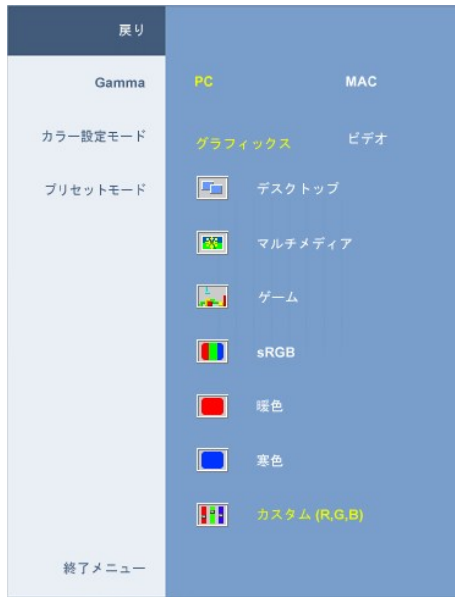 戻り
Gamma PC MAC
カラー設定モード グラフィックス ビデオ
プリセットモード デスクトップ
マルチメディア
ゲーム
sRGB
暖色
寒色
カスタム (R,G,B)
終了メニュー